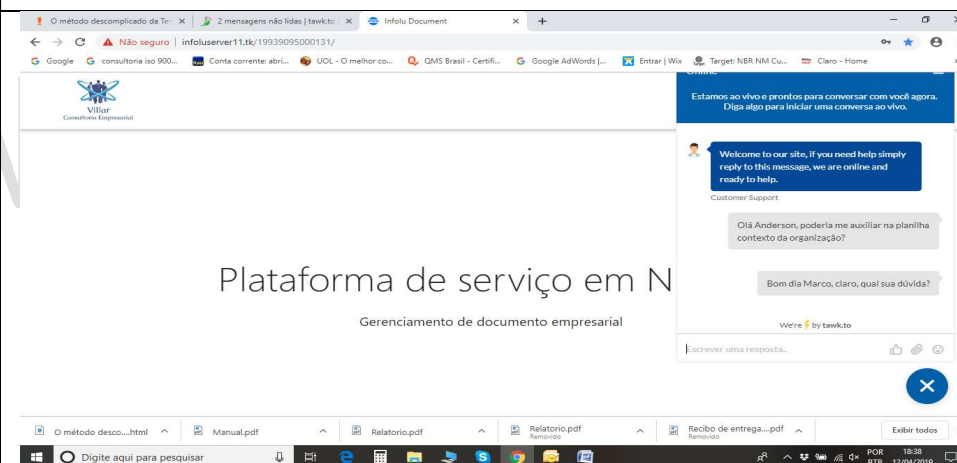 O método descomplicado da Te
2 mensagens não lidas | tawk.to
Infolu Document
Não seguro | infoluserver11.tk/19939095000131/
Google
consultoria iso 900...
Conta corrente: abri...
UOL - O melhor co...
QMS Brasil - Certifi...
Google AdWords |...
Entrar | Wix
Target: NBR NM Cu...
Claro - Home
Villar
Consultoria Empresarial
Online
Estamos ao vivo e prontos para conversar com você agora.
Diga algo para iniciar uma conversa ao vivo.
Welcome to our site, if you need help simply
reply to this message, we are online and
ready to help.
Customer Support
Olá Anderson, poderia me auxiliar na planilha
contexto da organização?
Bom dia Marco, claro, qual sua dúvida?
We're ⚡ by tawk.to
Escrever uma resposta..
Plataforma de serviço em N
Gerenciamento de documento empresarial
O método desco....html
Manual.pdf
Relatorio.pdf
Relatorio.pdf
Removido
Recibo de entrega....pdf
Removido
Exibir todos
Digite aqui para pesquisar
POR
PTB
18:38
12/04/2019